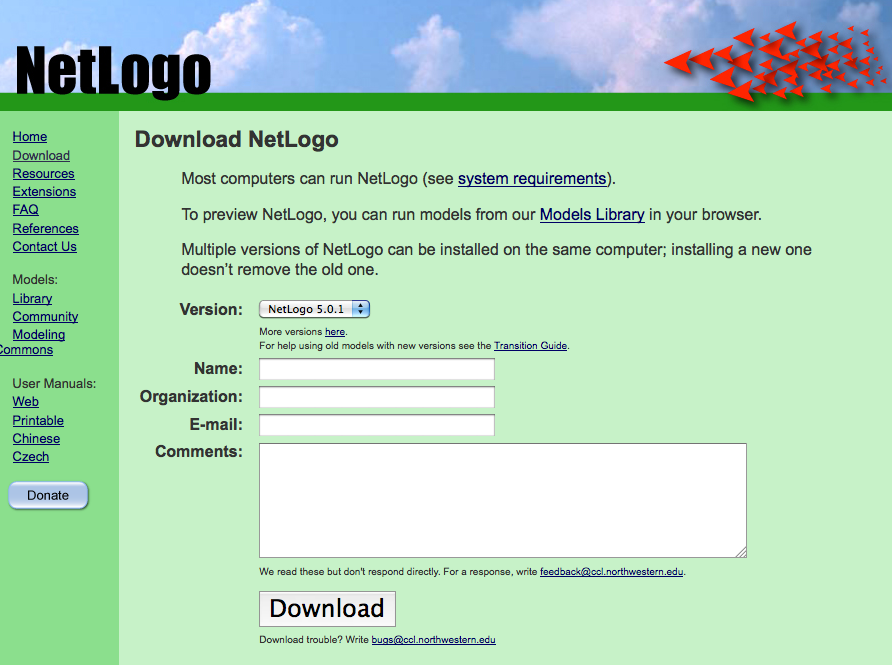 NetLogo
Home
Download
Resources
Extensions
FAQ
References
Contact Us
Models:
Library
Community
Modeling
Commons
User Manuals:
Web
Printable
Chinese
Czech
Donate
Download NetLogo
Most computers can run NetLogo (see system requirements).
To preview NetLogo, you can run models from our Models Library in your browser.
Multiple versions of NetLogo can be installed on the same computer; installing a new one
doesn't remove the old one.
Version: NetLogo 5.0.1
More versions here.
For help using old models with new versions see the Transition Guide.
Name:
Organization:
E-mail:
Comments:
We read these but don't respond directly. For a response, write feedback@ccl.northwestern.edu.
Download
Download trouble? Write bugs@ccl.northwestern.edu